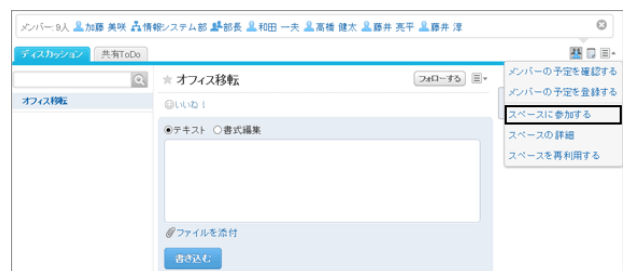 メンバー: 9人 加藤 美咲 情報システム部 部長 和田 一夫 高橋 健太 藤井 亮平 藤井 淳
ディスカッション 共有ToDo
オフィス移転 フォローする
メンバーの予定を確認する
メンバーの予定を登録する
スペースに参加する
スペースの詳細
スペースを再利用する
オフィス移転
いいね!
テキスト 書式編集
ファイルを添付
書き込む